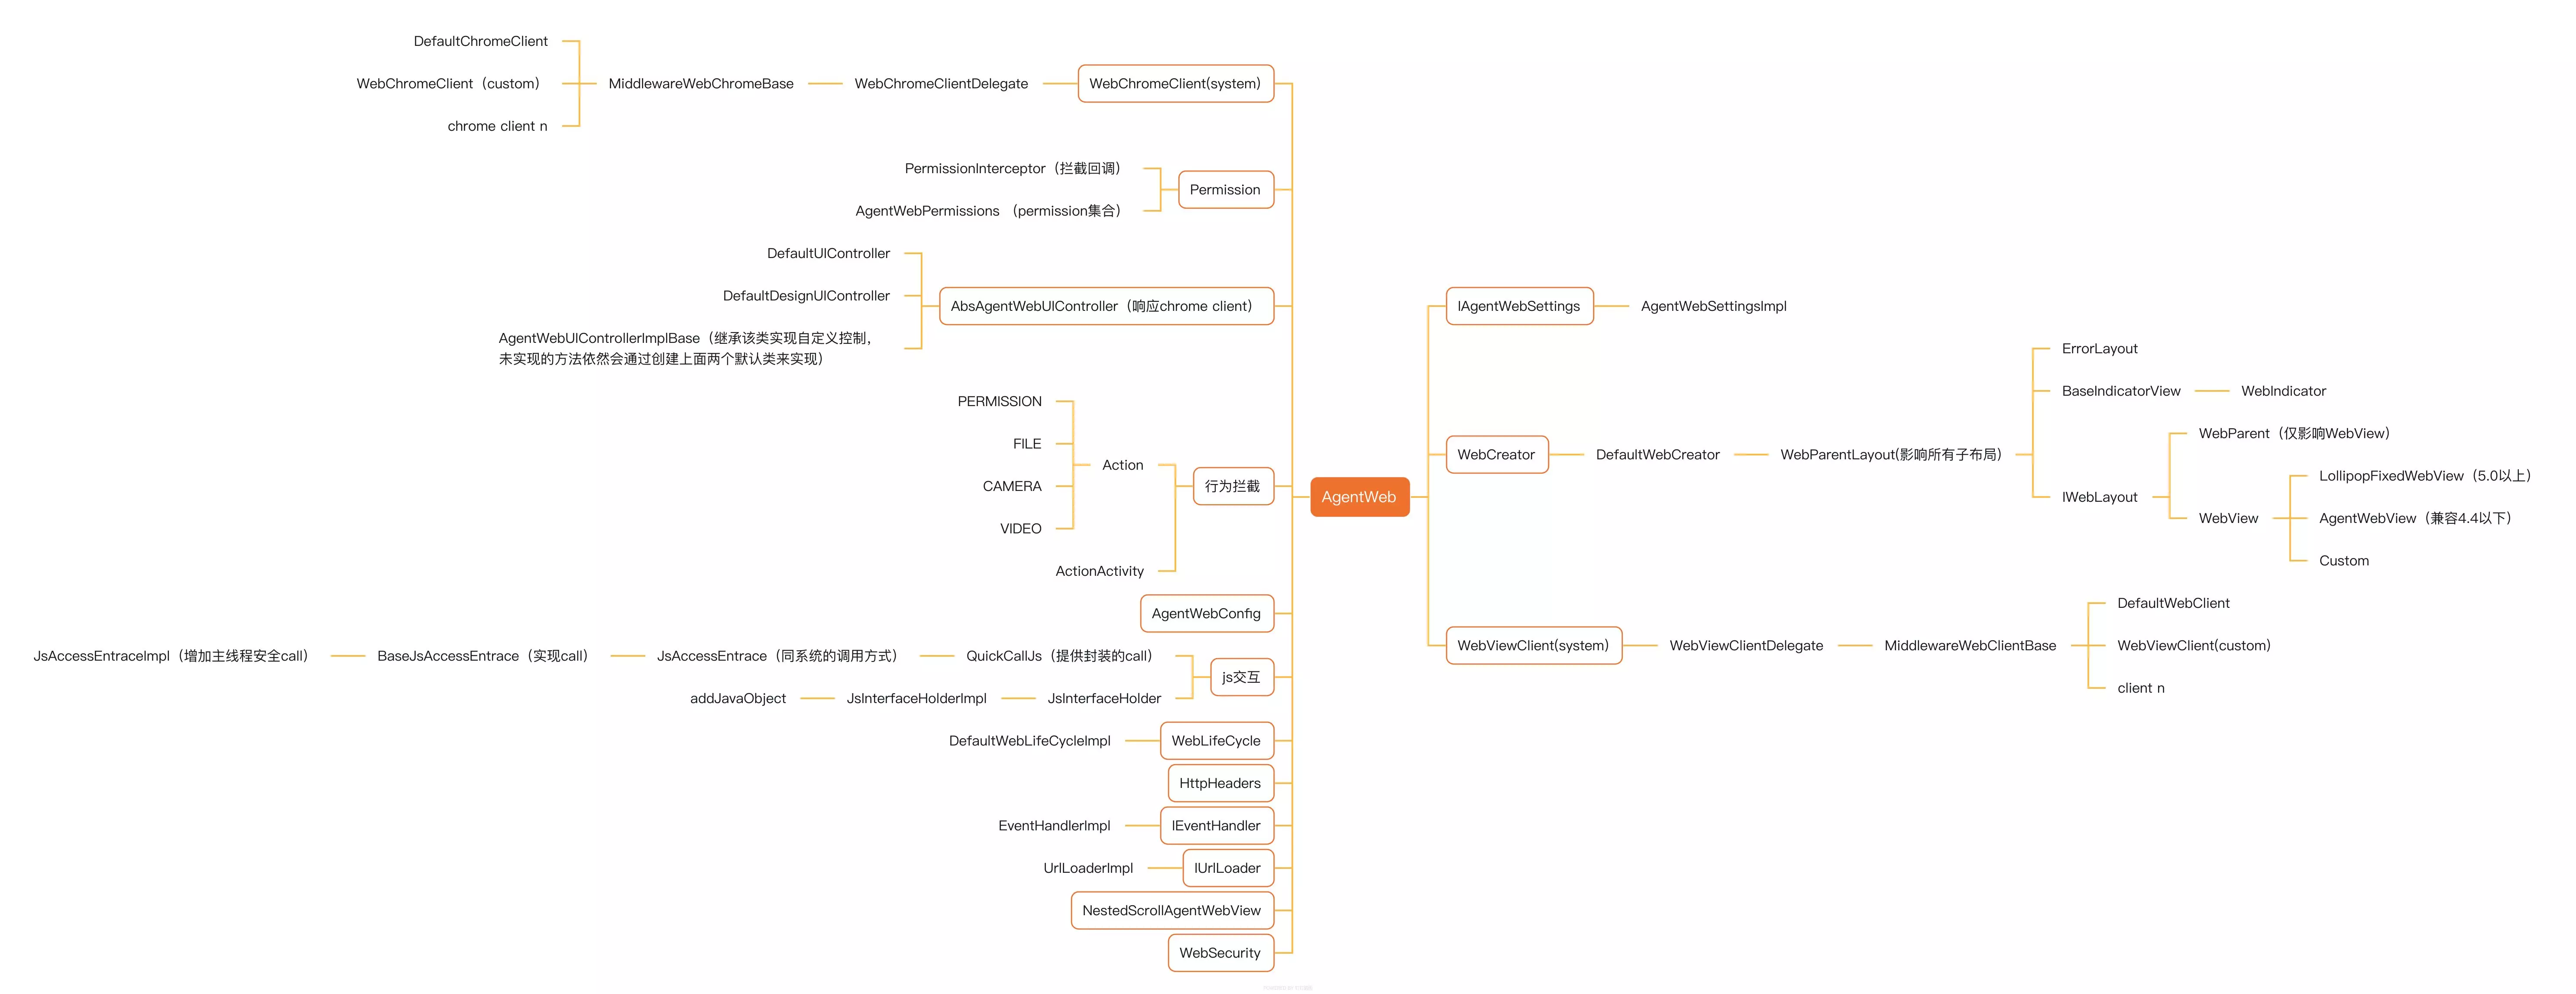 DefaultChromeClient
WebChromeClient（custom）
MiddlewareWebChromeBase
WebChromeClientDelegate
WebChromeClient(system)
chrome client n
PermissionInterceptor（拦截回调）
Permission
AgentWebPermissions （permission集合）
DefaultUIController
DefaultDesignUIController
AbsAgentWebUIController（响应chrome client）
AgentWebUIControllerImplBase（继承该类实现自定义控制，
未实现的方法依然会通过创建上面两个默认类来实现）
PERMISSION
FILE
Action
CAMERA
行为拦截
VIDEO
ActionActivity
AgentWebConfig
JsAccessEntraceImpl（增加主线程安全call）
BaseJsAccessEntrace（实现call）
JsAccessEntrace（同系统的调用方式）
QuickCallJs（提供封装的call）
js交互
addJavaObject
JsInterfaceHolderImpl
JsInterfaceHolder
DefaultWebLifeCycleImpl
WebLifeCycle
HttpHeaders
EventHandlerImpl
IEventHandler
UrlLoaderImpl
IUrlLoader
NestedScrollAgentWebView
WebSecurity
AgentWeb
IAgentWebSettings
AgentWebSettingsImpl
ErrorLayout
BaseIndicatorView
WebIndicator
WebParent（仅影响WebView）
WebCreator
DefaultWebCreator
WebParentLayout(影响所有子布局）
LollipopFixedWebView（5.0以上）
IWebLayout
WebView
AgentWebView（兼容4.4以下）
Custom
DefaultWebClient
WebViewClient(system)
WebViewClientDelegate
MiddlewareWebClientBase
WebViewClient(custom)
client n